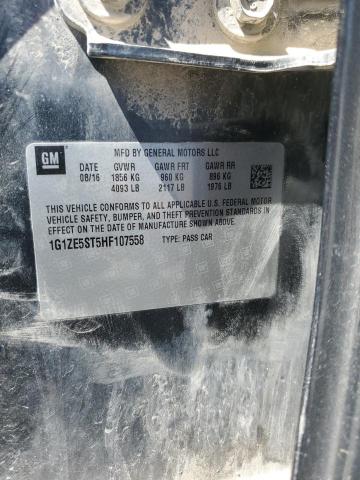 GM
MFD BY GENERAL MOTORS LLC
DATE GVWR GAWR FRT GAWR RR
08/16 1856 KG 960 KG 896 KG
4093 LB 2117 LB 1976 LB
THIS VEHICLE CONFORMS TO ALL APPLICABLE U.S. FEDERAL MOTOR
VEHICLE SAFETY, BUMPER, AND THEFT PREVENTION STANDARDS
IN EFFECT ON THE DATE OF MANUFACTURE SHOWN ABOVE.
1G1ZE5ST5HF107558 TYPE: PASS CAR